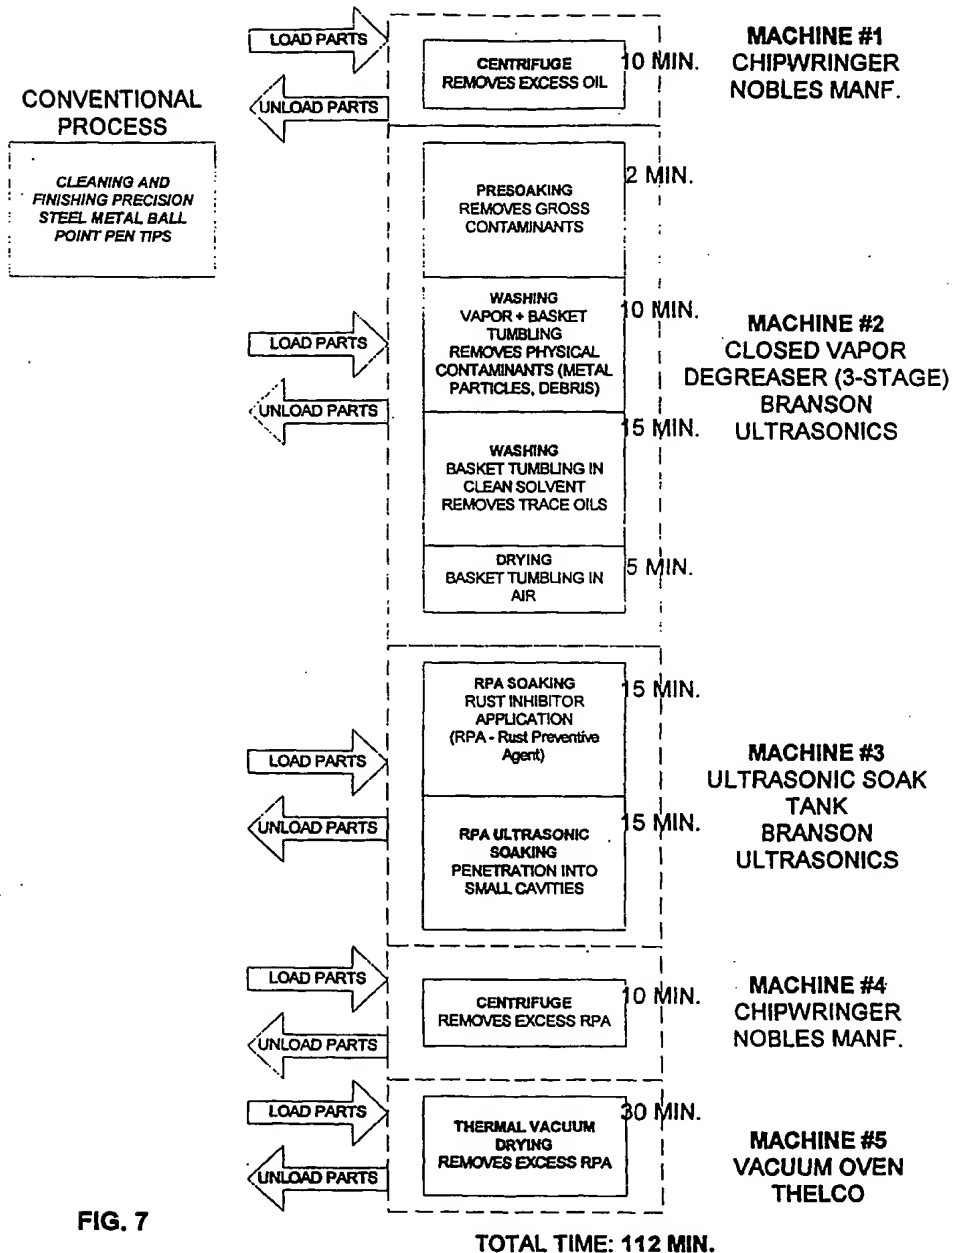 LOAD PARTS
UNLOAD PARTS
CENTRIFUGE
REMOVES EXCESS OIL
10 MIN.
MACHINE #1
CHIPWRINGER
NOBLES MANF.
CONVENTIONAL
PROCESS
CLEANING AND
FINISHING PRECISION
STEEL METAL BALL
POINT PEN TIPS
PRESOAKING
REMOVES GROSS
CONTAMINANTS
2 MIN.
LOAD PARTS
UNLOAD PARTS
WASHING
VAPOR + BASKET
TUMBLING
REMOVES PHYSICAL
CONTAMINANTS (METAL
PARTICLES, DEBRIS)
10 MIN.
WASHING
BASKET TUMBLING IN
CLEAN SOLVENT
REMOVES TRACE OILS
15 MIN.
DRYING
BASKET TUMBLING IN
AIR
5 MIN.
MACHINE #2
CLOSED VAPOR
DEGREASER (3-STAGE)
BRANSON
ULTRASONICS
LOAD PARTS
UNLOAD PARTS
RPA SOAKING
RUST INHIBITOR
APPLICATION
(RPA - Rust Preventive
Agent)
15 MIN.
RPA ULTRASONIC
SOAKING
PENETRATION INTO
SMALL CAVITIES
15 MIN.
MACHINE #3
ULTRASONIC SOAK
TANK
BRANSON
ULTRASONICS
LOAD PARTS
UNLOAD PARTS
CENTRIFUGE
REMOVES EXCESS RPA
10 MIN.
MACHINE #4
CHIPWRINGER
NOBLES MANF.
LOAD PARTS
UNLOAD PARTS
THERMAL VACUUM
DRYING
REMOVES EXCESS RPA
30 MIN.
MACHINE #5
VACUUM OVEN
THELCO
FIG. 7
TOTAL TIME: 112 MIN.